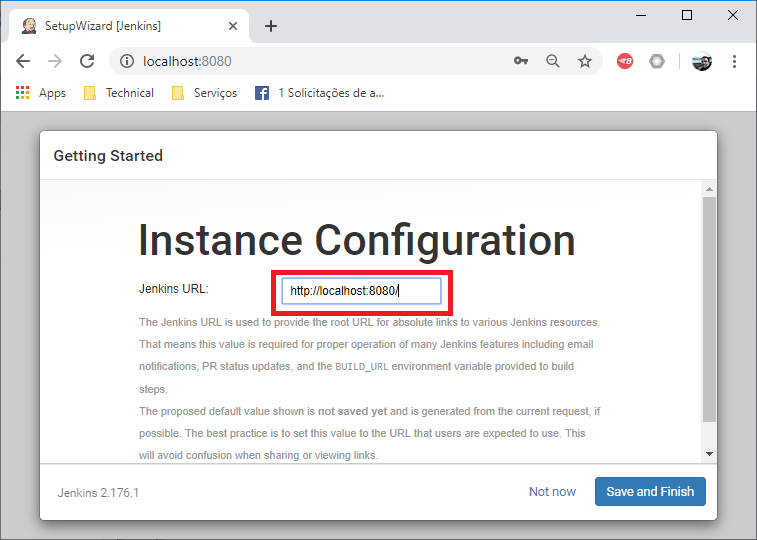 SetupWizard [Jenkins]
localhost:8080
Apps Technical Serviços 1 Solicitações de a...
Getting Started
Instance Configuration
Jenkins URL: http://localhost:8080/
The Jenkins URL is used to provide the root URL for absolute links to various Jenkins resources.
That means this value is required for proper operation of many Jenkins features including email
notifications, PR status updates, and the BUILD_URL environment variable provided to build
steps.
The proposed default value shown is not saved yet and is generated from the current request, if
possible. The best practice is to set this value to the URL that users are expected to use. This
will avoid confusion when sharing or viewing links.
Jenkins 2.176.1 Not now Save and Finish